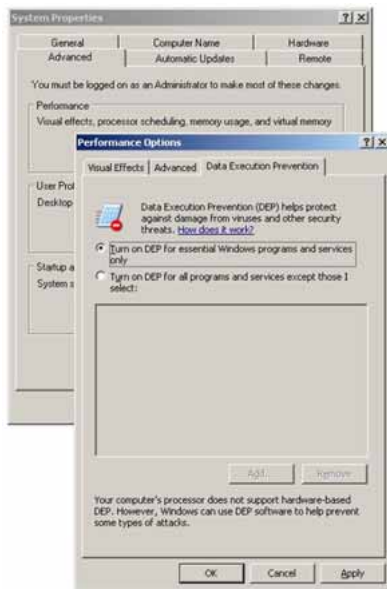 System Properties
General
Computer Name
Hardware
Advanced
Automatic Updates
Remote
You must be logged on as an Administrator to make most of these changes.
Performance
Visual effects, processor scheduling, memory usage, and virtual memory
User Prof
Desktop
Startup a
System s
Performance Options
Visual Effects
Advanced
Data Execution Prevention
Data Execution Prevention (DEP) helps protect
against damage from viruses and other security
threats. How does it work?
Turn on DEP for essential Windows programs and services
only
Turn on DEP for all programs and services except those I
select:
Add...
Remove
Your computer's processor does not support hardware-based
DEP. However, Windows can use DEP software to help prevent
some types of attacks.
OK
Cancel
Apply